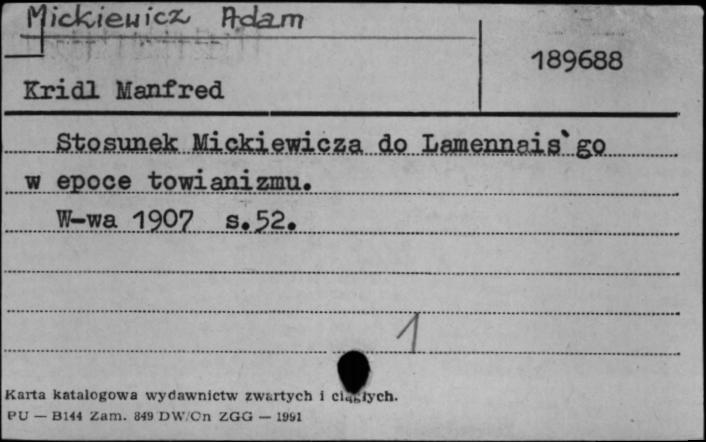 Mickiewicz Adam
189688
Kridl Manfred
Stosunek Mickiewicza do Lamennais`go
w epoce towianizmu.
W-wa 1907 s.52.
1
Karta katalogowa wydawnictw zwartych i ciągłych.
PU — B144 Zam. 849 DW/Cn ZGG — 1991